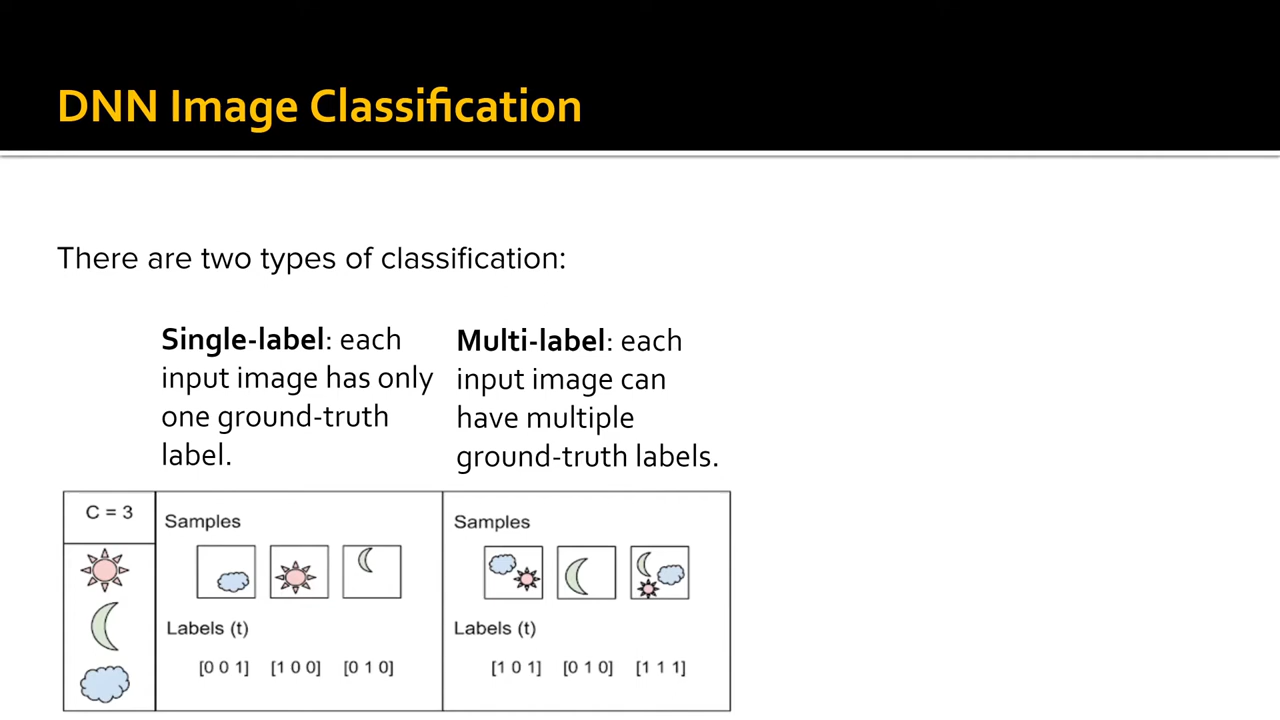 DNN Image Classification
There are two types of classification:
Single-label: each
input image has only
one ground-truth
label.
Multi-label: each
input image can
have multiple
ground-truth labels.
C = 3
Samples
Labels (t)
[0 0 1] [1 0 0] [0 1 0]
Samples
Labels (t)
[1 0 1] [0 1 0] [1 1 1]